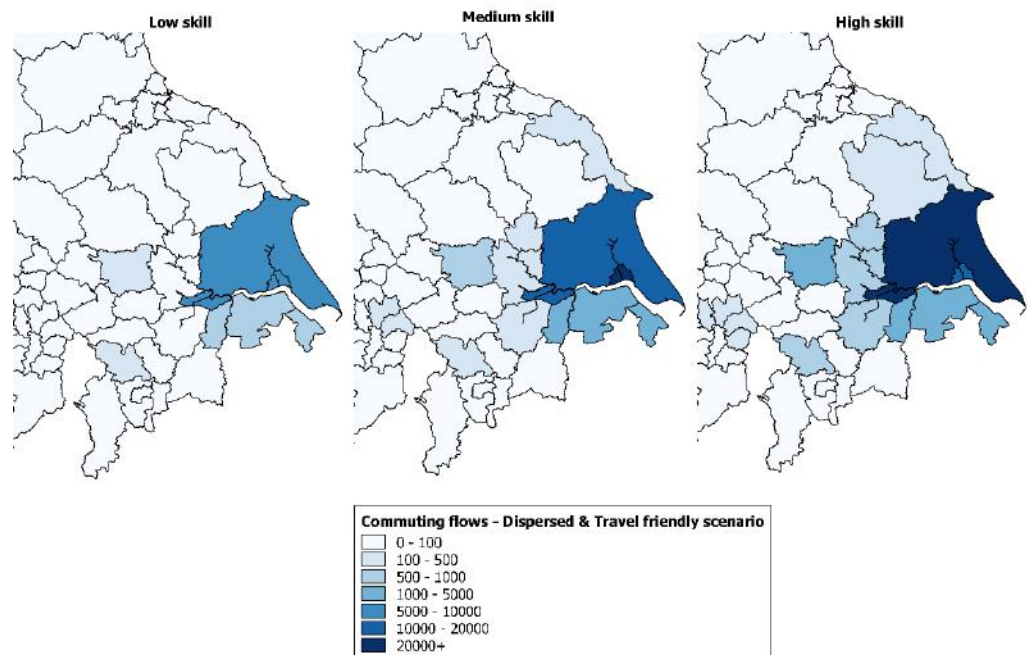 Low skill
Medium skill
High skill
Commuting flows - Dispersed & Travel friendly scenario
0 - 100
100 - 500
500 - 1000
1000 - 5000
5000 - 10000
10000 - 20000
20000+